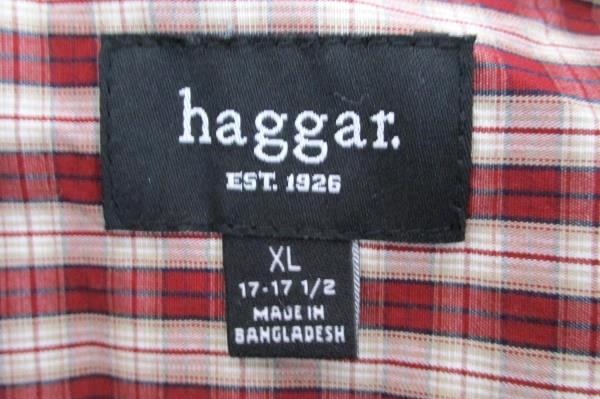 haggar.
EST. 1926
XL
17-17 1/2
MADE IN
BANGLADESH